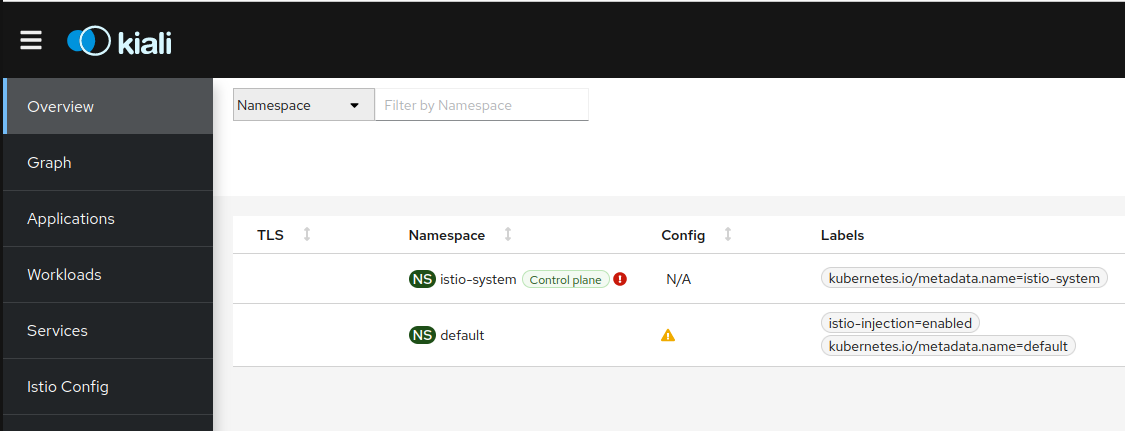 kiali
Overview
Graph
Applications
Workloads
Services
Istio Config
Namespace Filter by Namespace
TLS Namespace Config Labels
NS istio-system Control plane N/A kubernetes.io/metadata.name=istio-system
NS default istio-injection=enabled
kubernetes.io/metadata.name=default